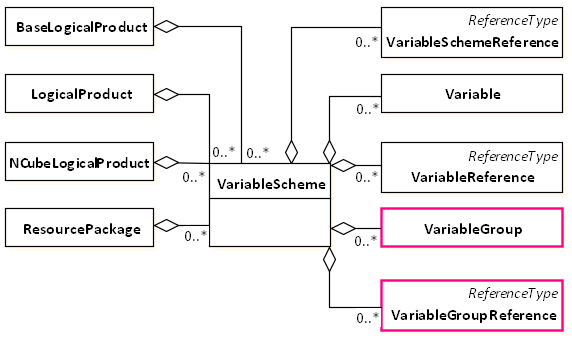 BaseLogicalProduct
LogicalProduct
NCubeLogicalProduct
ResourcePackage
0..*
0..*
0..*
0..*
VariableScheme
ReferenceType
VariableSchemeReference
0..*
Variable
0..*
ReferenceType
VariableReference
0..*
VariableGroup
0..*
ReferenceType
VariableGroupReference
0..*